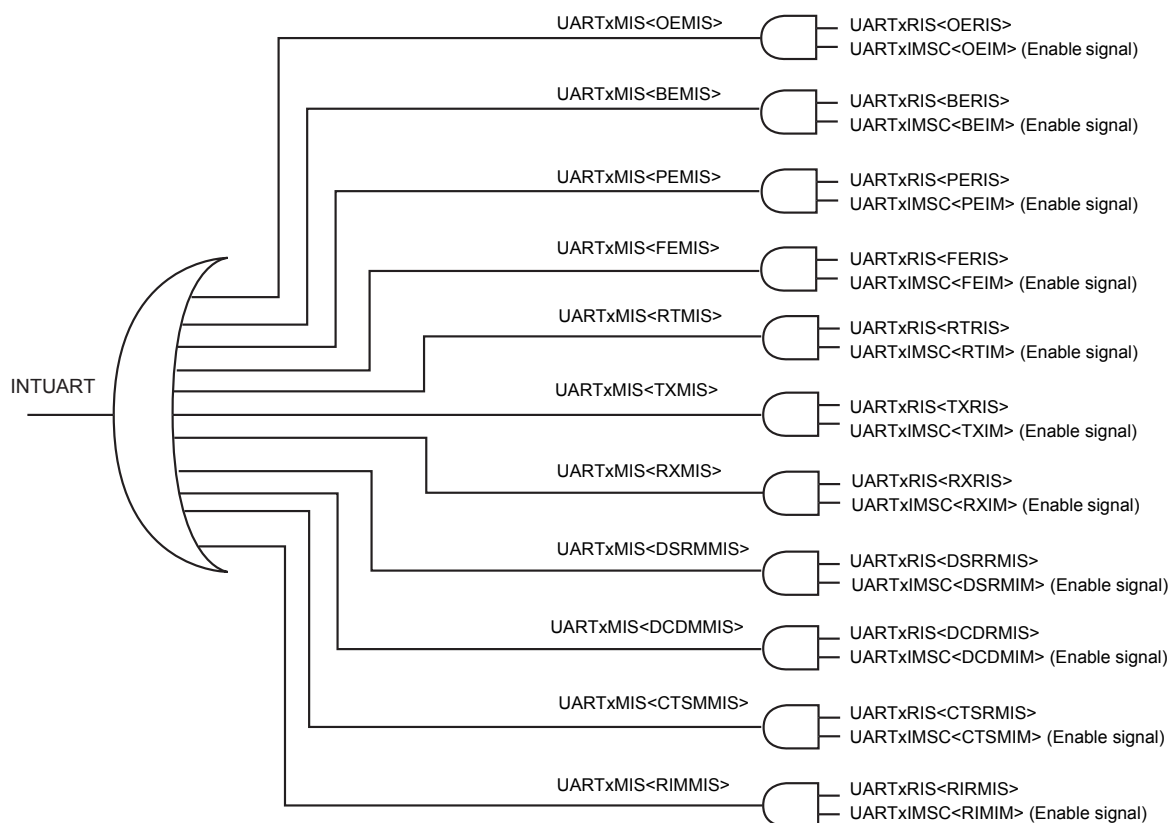 UARTxMIS<OEMIS>
UARTxRIS<OERIS>
UARTxIMSC<OEIM> (Enable signal)
UARTxMIS<BEMIS>
UARTxRIS<BERIS>
UARTxIMSC<BEIM> (Enable signal)
UARTxMIS<PEMIS>
UARTxRIS<PERIS>
UARTxIMSC<PEIM> (Enable signal)
UARTxMIS<FEMIS>
UARTxRIS<FERIS>
UARTxIMSC<FEIM> (Enable signal)
UARTxMIS<RTMIS>
UARTxRIS<RTRIS>
UARTxIMSC<RTIM> (Enable signal)
INTUART
UARTxMIS<TXMIS>
UARTxRIS<TXRIS>
UARTxIMSC<TXIM> (Enable signal)
UARTxMIS<RXMIS>
UARTxRIS<RXRIS>
UARTxIMSC<RXIM> (Enable signal)
UARTxMIS<DSRMMIS>
UARTxRIS<DSRRMIS>
UARTxIMSC<DSRMIM> (Enable signal)
UARTxMIS<DCDMMIS>
UARTxRIS<DCDRMIS>
UARTxIMSC<DCDMIM> (Enable signal)
UARTxMIS<CTSMMIS>
UARTxRIS<CTSRMIS>
UARTxIMSC<CTSMIM> (Enable signal)
UARTxMIS<RIMMIS>
UARTxRIS<RIRMIS>
UARTxIMSC<RIMIM> (Enable signal)